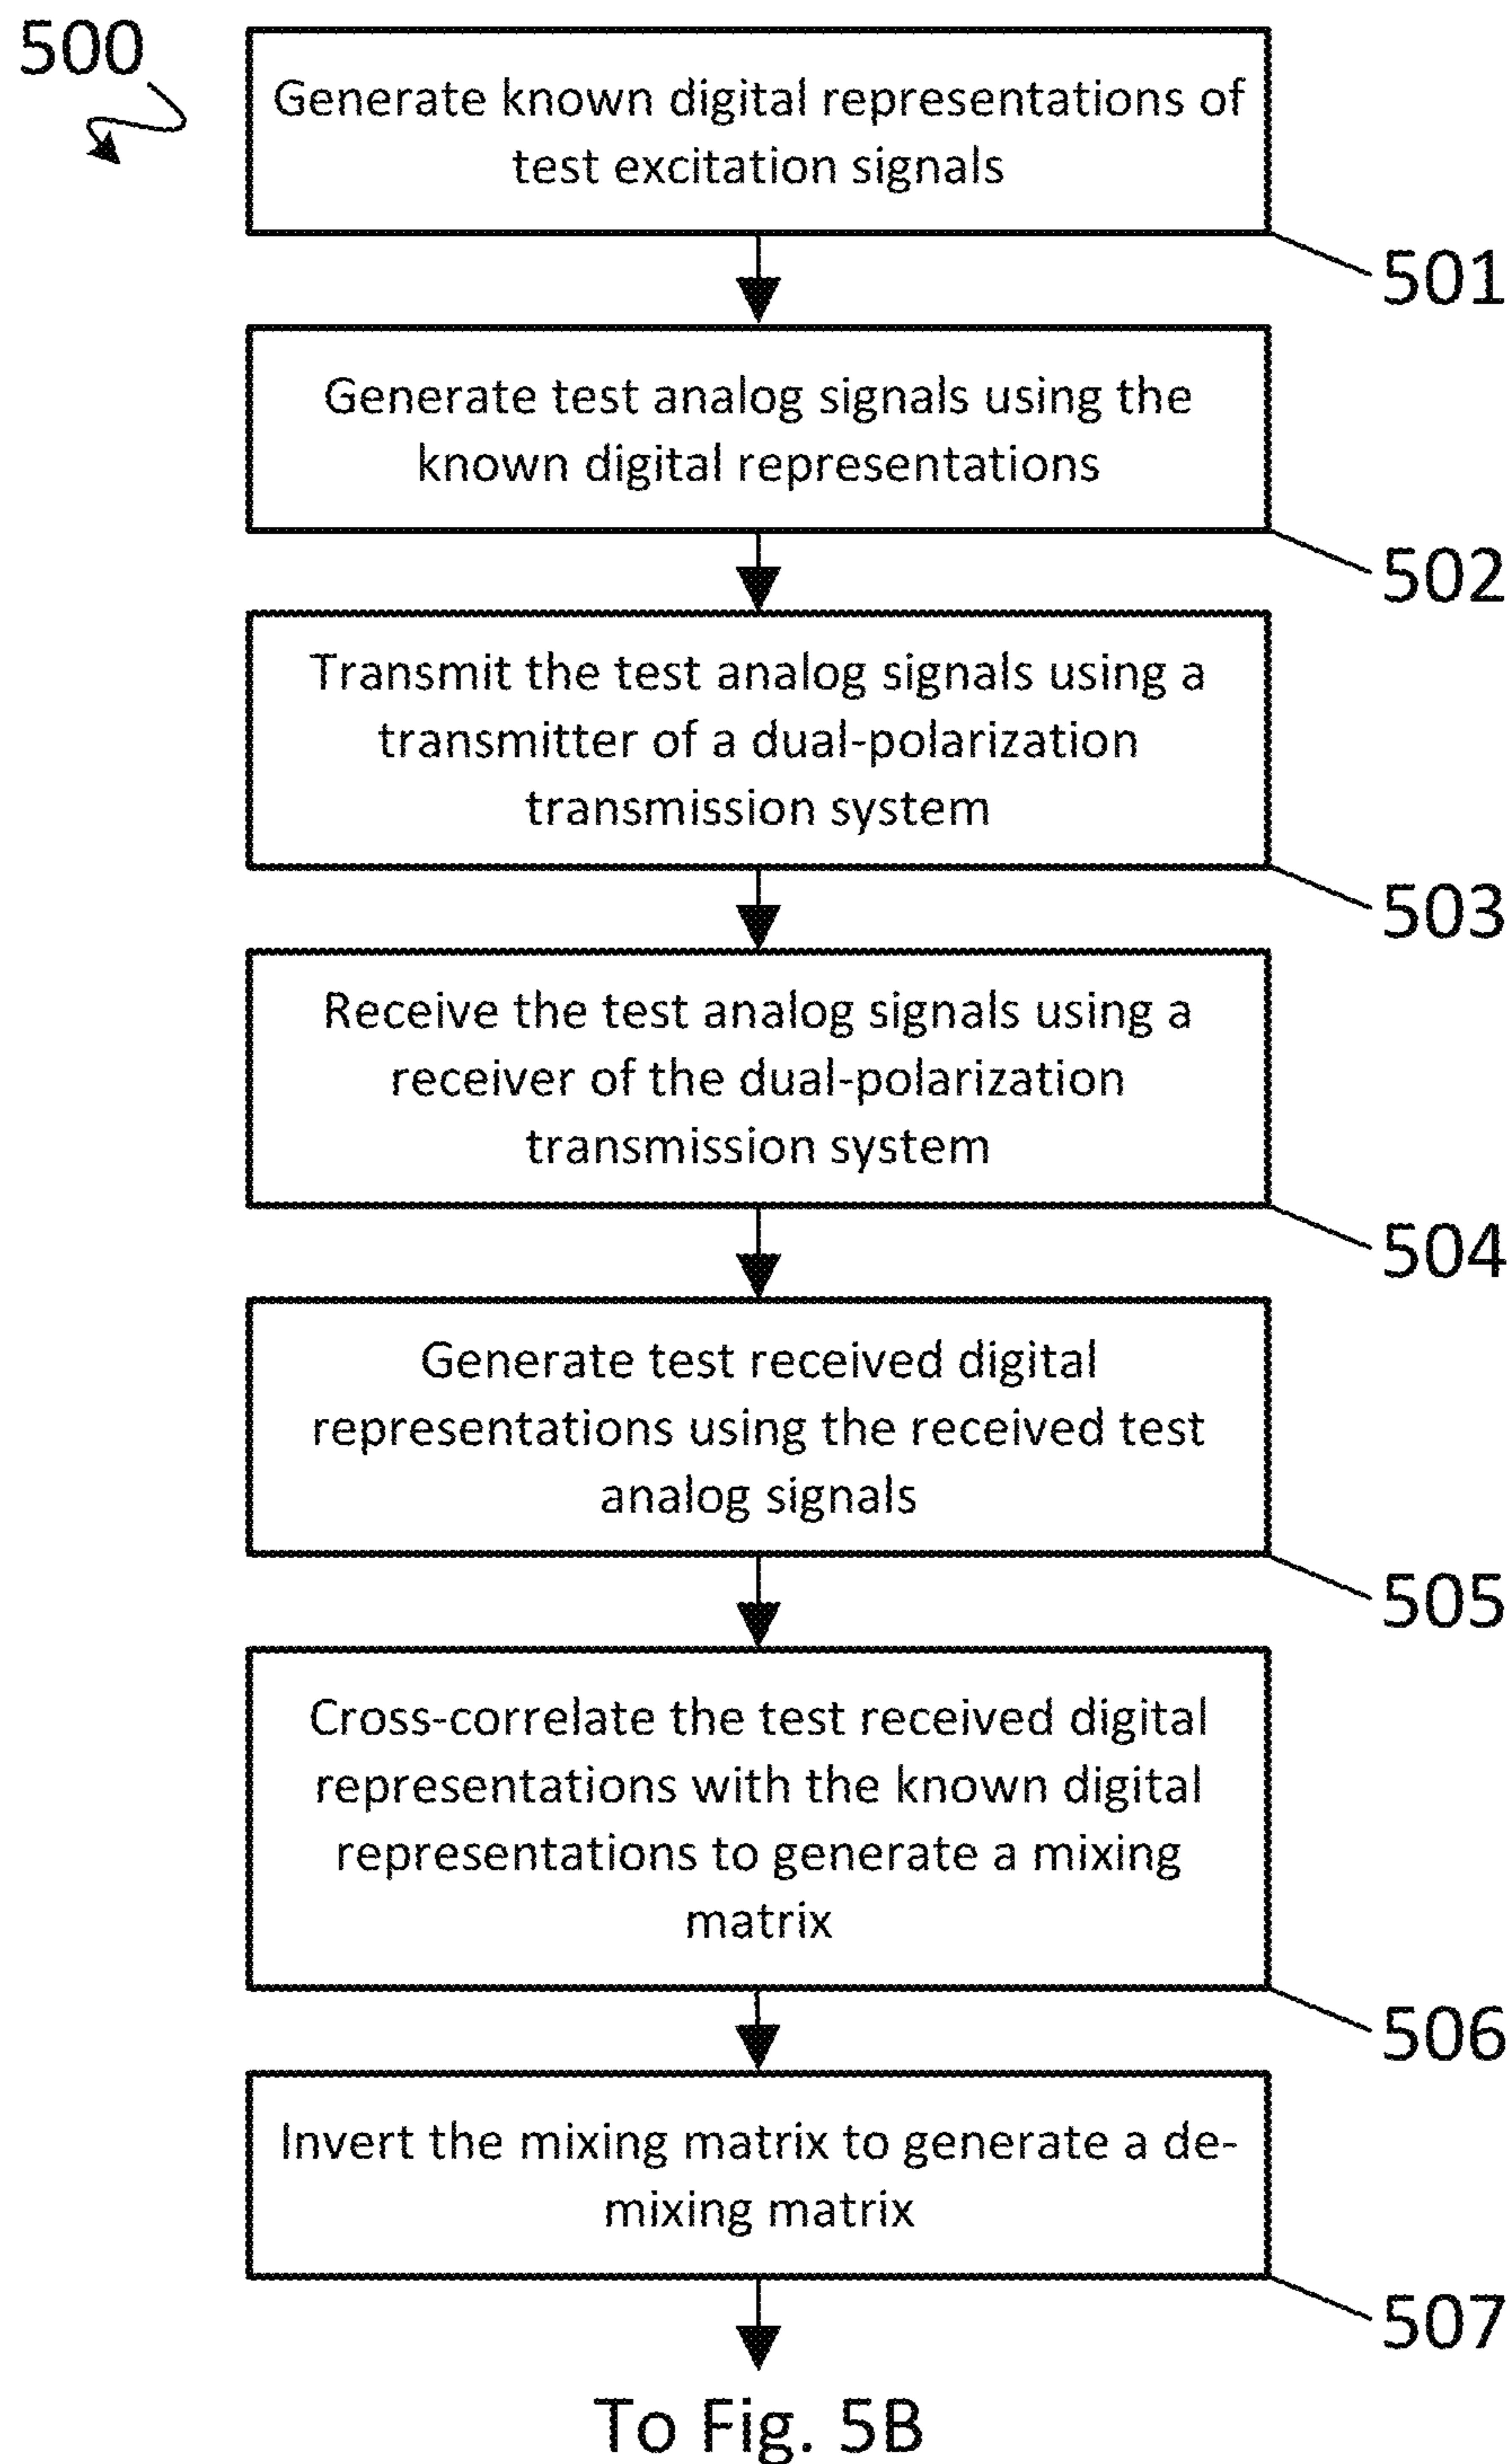 500
Generate known digital representations of
test excitation signals
501
Generate test analog signals using the
known digital representations
502
Transmit the test analog signals using a
transmitter of a dual-polarization
transmission system
503
Receive the test analog signals using a
receiver of the dual-polarization
transmission system
504
Generate test received digital
representations using the received test
analog signals
505
Cross-correlate the test received digital
representations with the known digital
representations to generate a mixing
matrix
506
Invert the mixing matrix to generate a de-
mixing matrix
507
To Fig. 5B